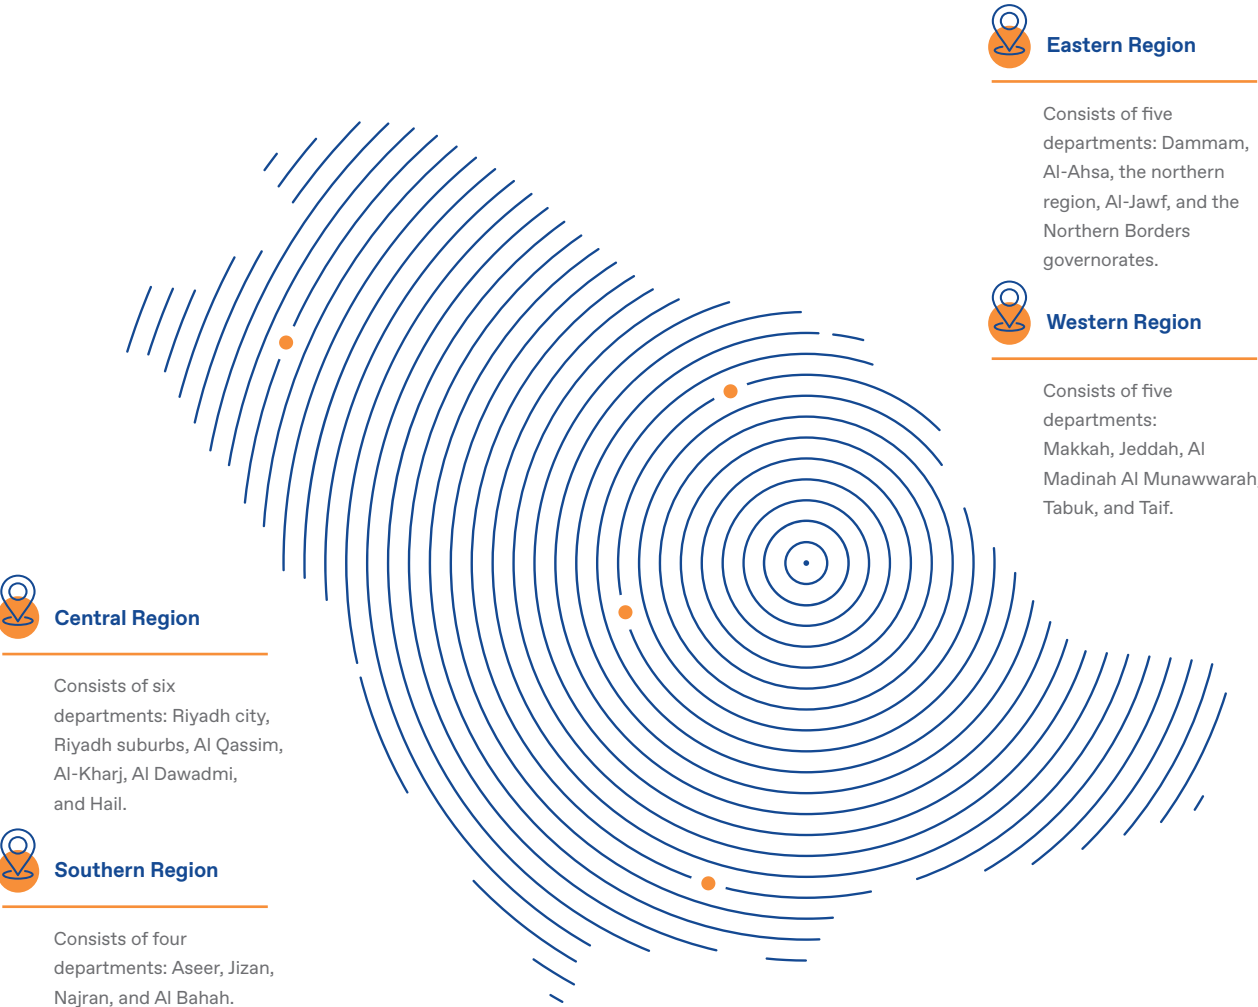 Eastern Region
Consists of five
departments: Dammam,
Al-Ahsa, the northern
region, Al-Jawf, and the
Northern Borders
governorates.
Western Region
Consists of five
departments:
Makkah, Jeddah, Al
Madinah Al Munawwarah,
Tabuk, and Taif.
Central Region
Consists of six
departments: Riyadh city,
Riyadh suburbs, Al Qassim,
Al-Kharj, Al Dawadmi,
and Hail.
Southern Region
Consists of four
departments: Aseer, Jizan,
Najran, and Al Bahah.